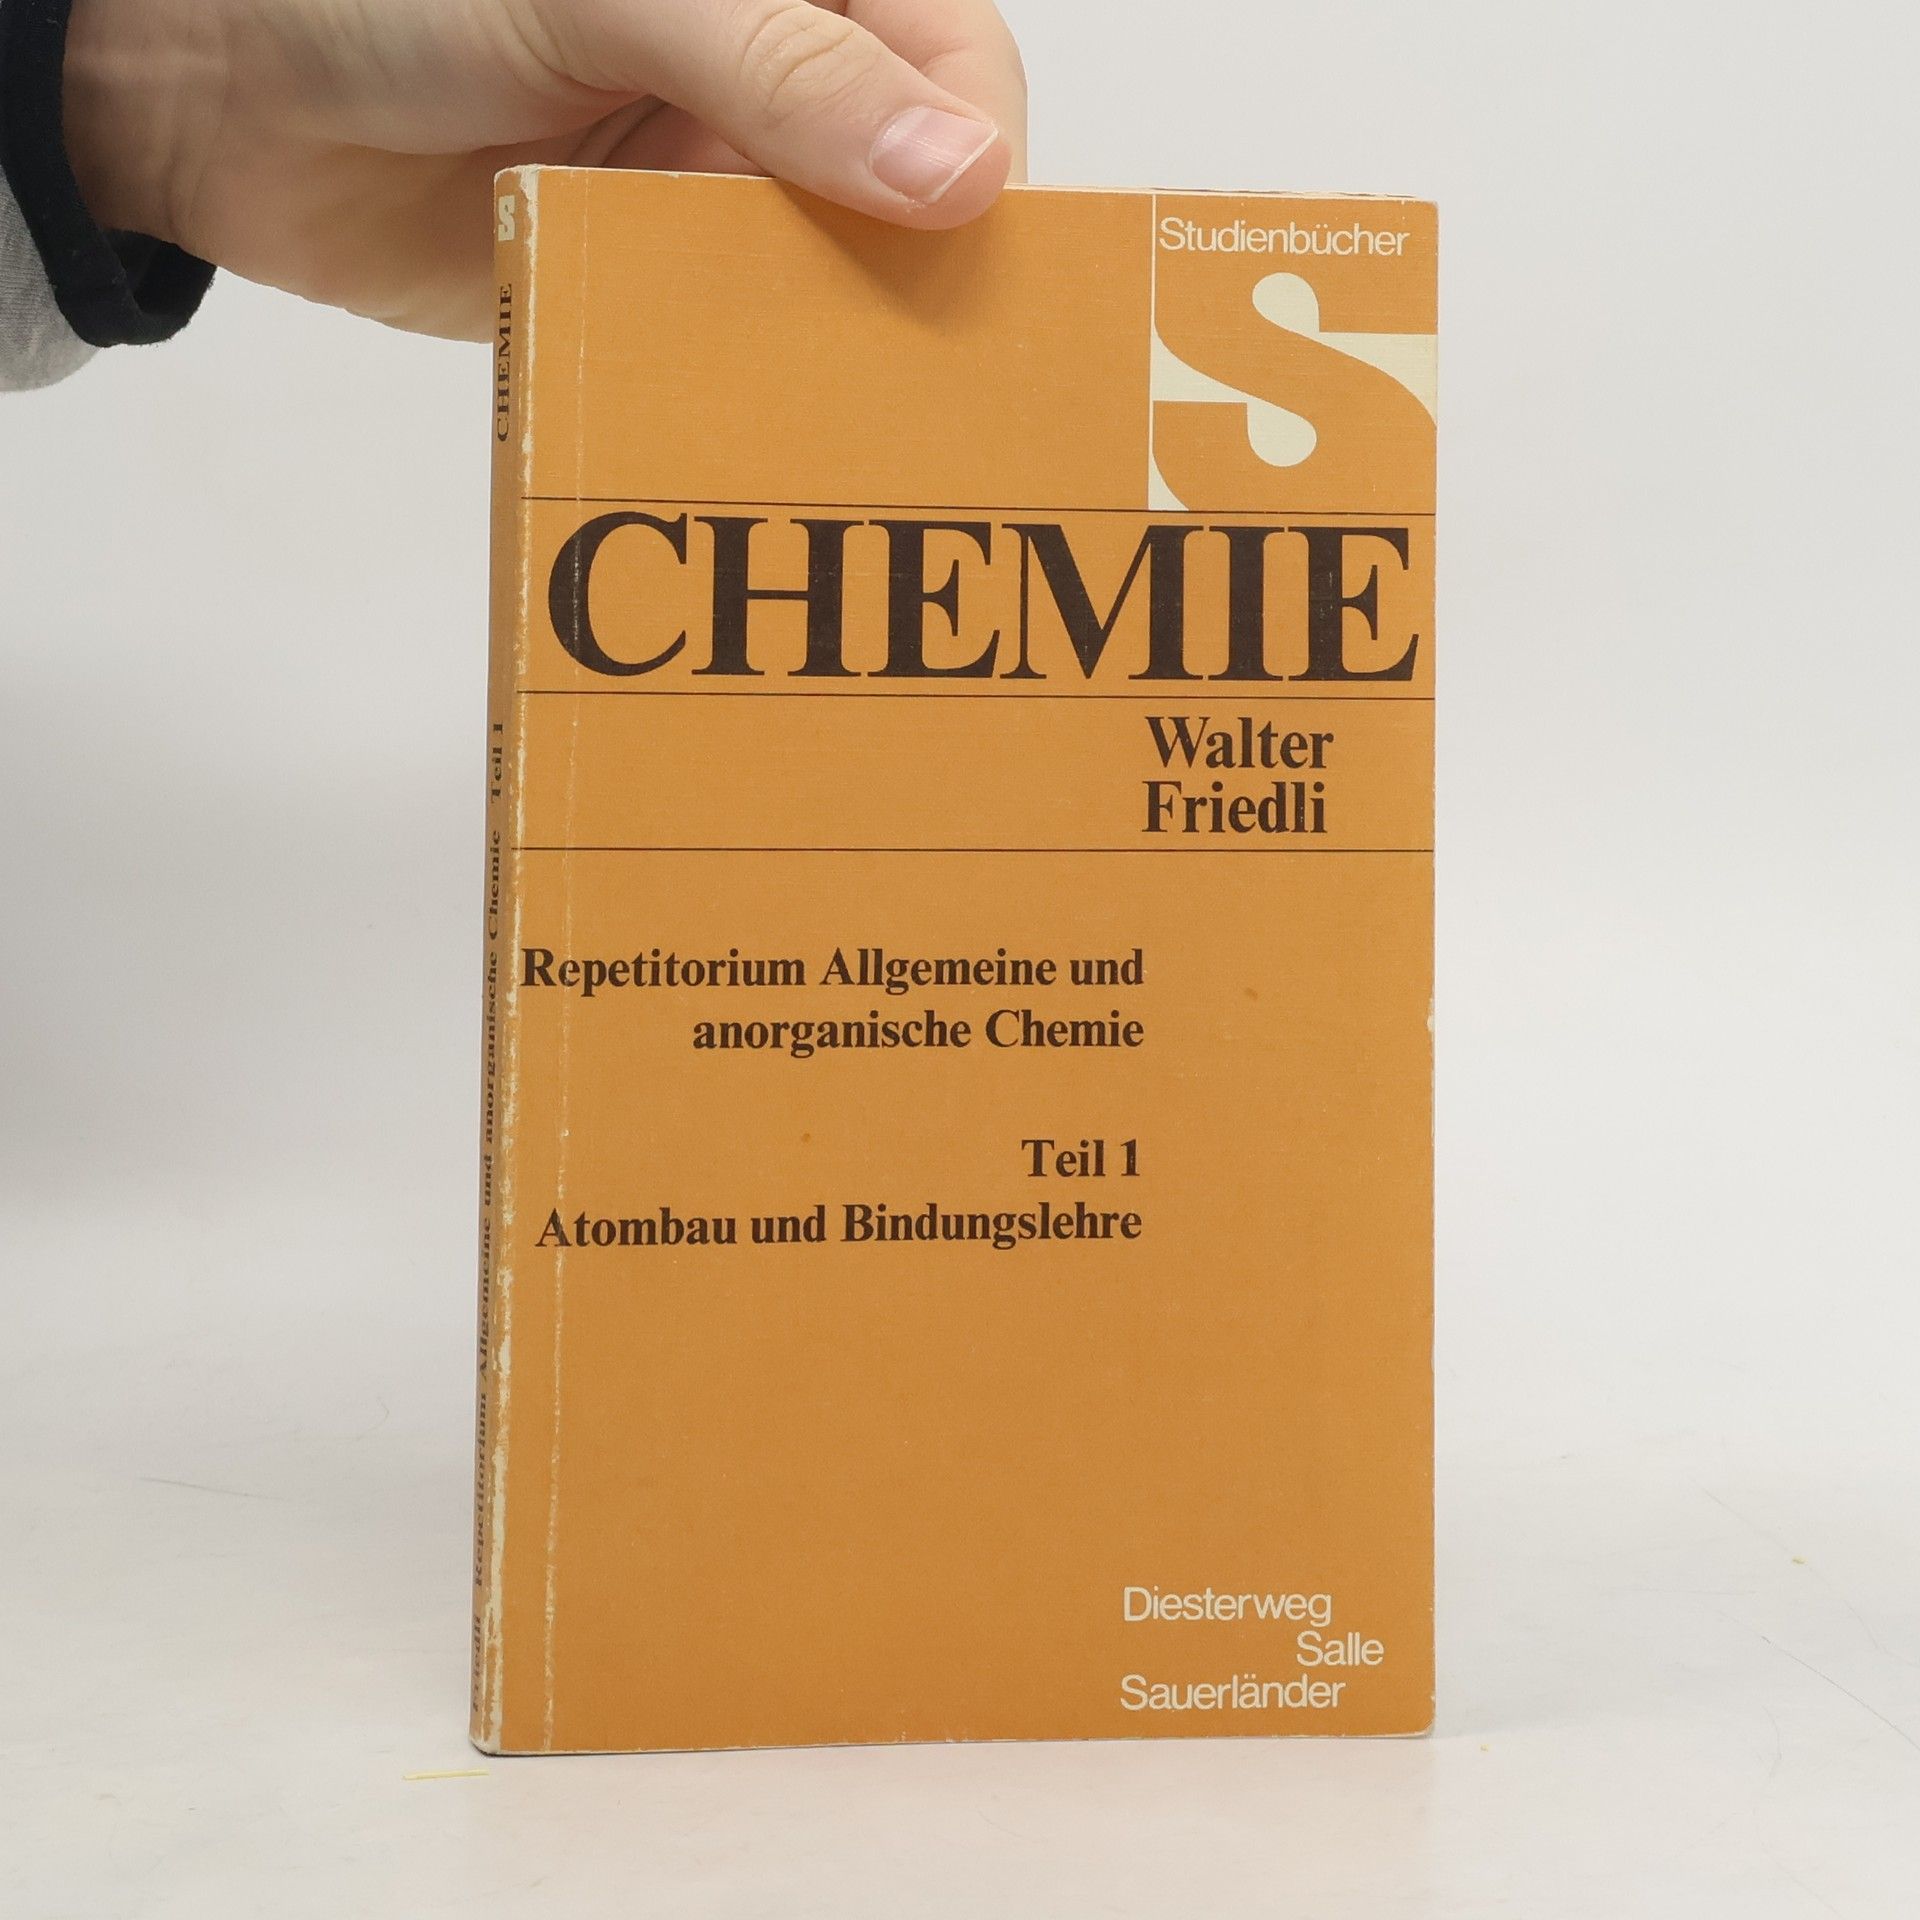 Studienbücher
S
CHEMIE
Walter
Friedli
Repetitorium Allgemeine und
anorganische Chemie
Teil 1
Atombau und Bindungslehre
Diesterweg
Salle
Sauerländer
Friedli Repetitorium Allgemeine und anorganische Chemie Teil 1 CHEMIE S